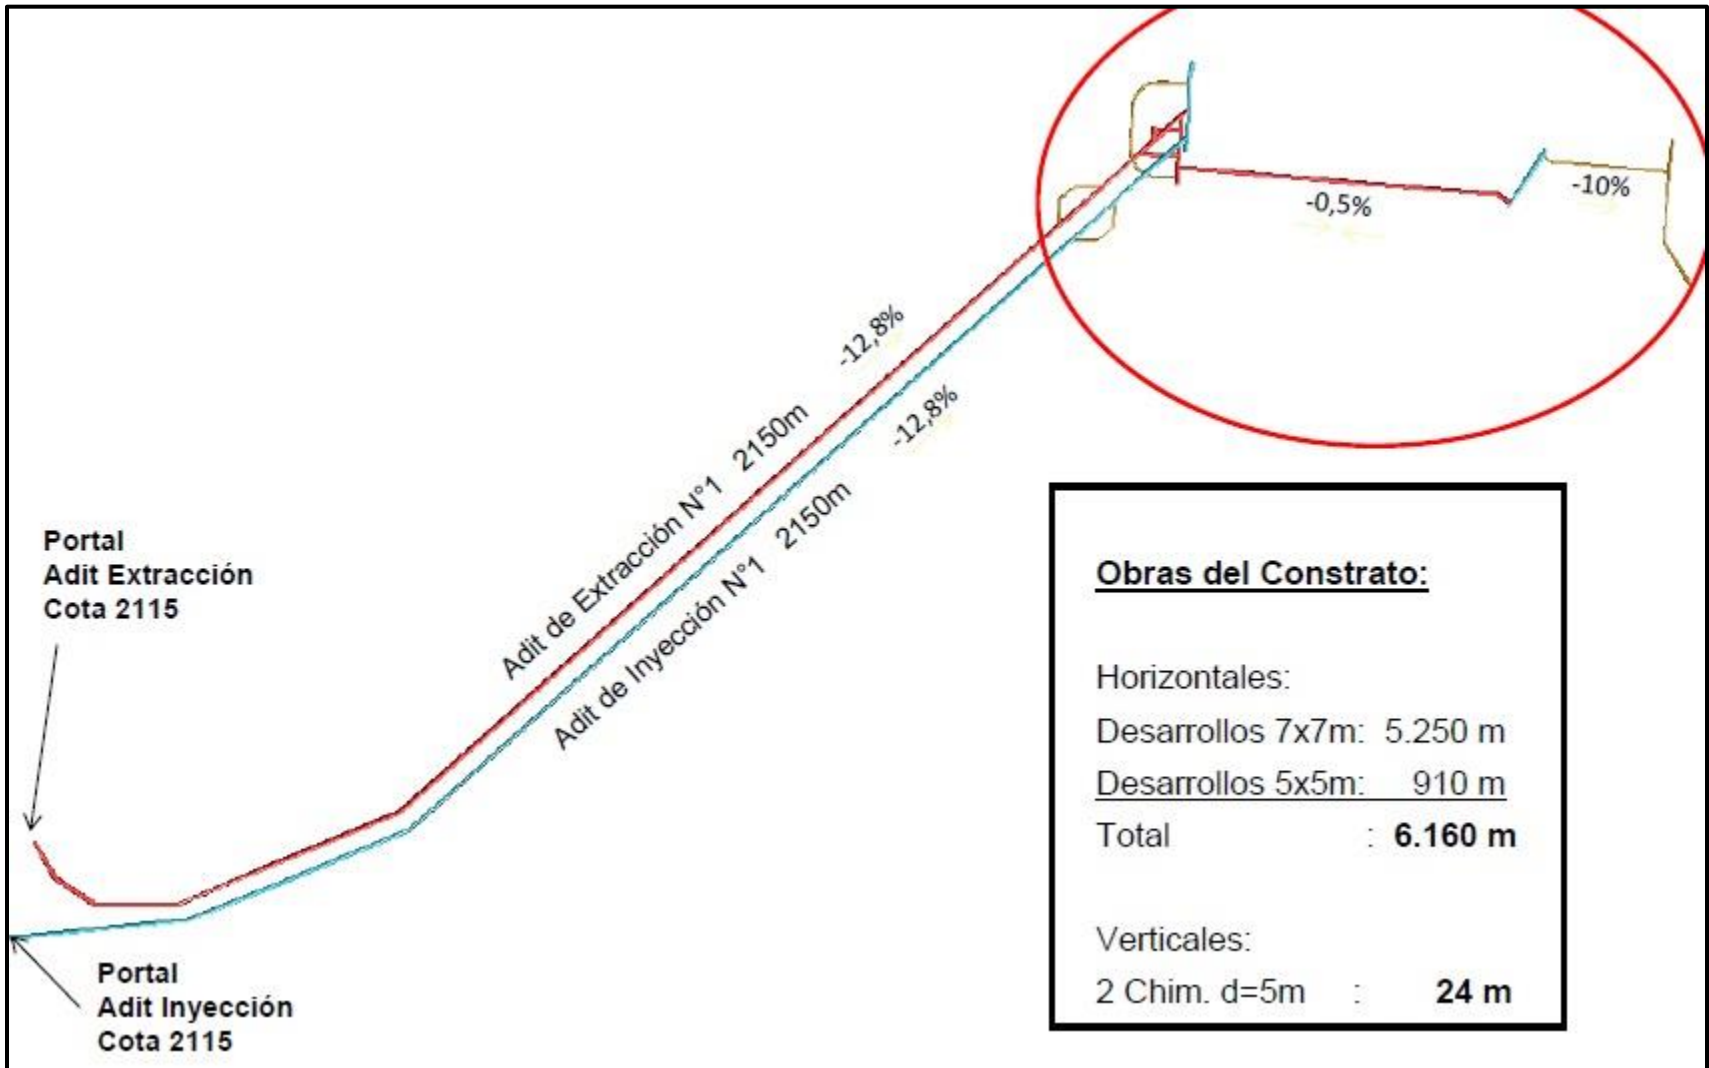 -0,5%
-10%
-12,8%
-12,8%
Adit de Extracción N°1 2150m
Adit de Inyección N°1 2150m
Portal
Adit Extracción
Cota 2115
Portal
Adit Inyección
Cota 2115
Obras del Constrato:
Horizontales:
Desarrollos 7x7m: 5.250 m
Desarrollos 5x5m: 910 m
Total : 6.160 m
Verticales:
2 Chim. d=5m : 24 m